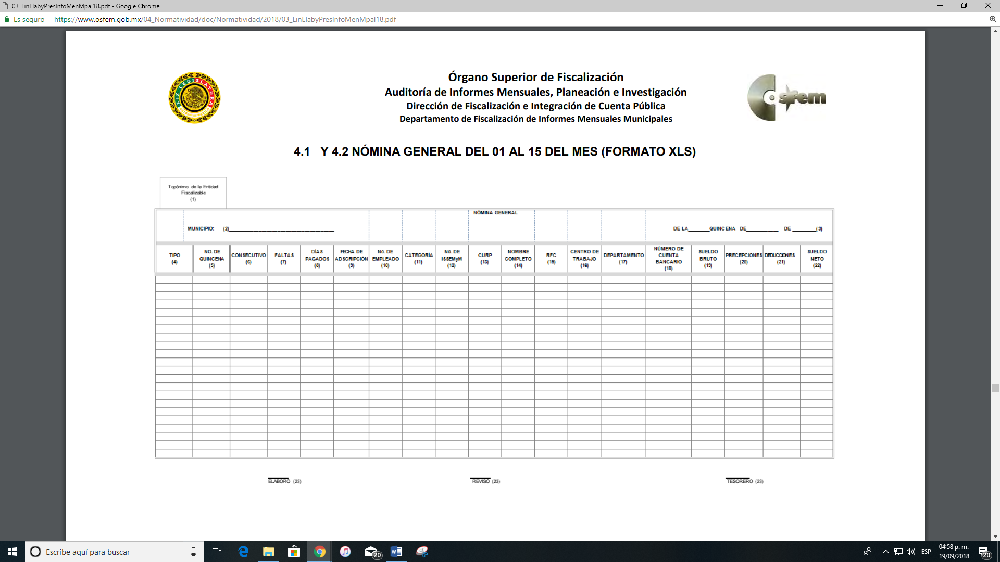 03_LinElabyPresInfoMenMpal18.pdf - Google Chrome
Es seguro
https://www.osfem.gob.mx/04_Normatividad/doc/Normatividad/2018/03_LinElabyPresInfoMenMpal18.pdf
LIX LEGISLATURA
Órgano Superior de Fiscalización
Auditoría de Informes Mensuales, Planeación e Investigación
Dirección de Fiscalización e Integración de Cuenta Pública
Departamento de Fiscalización de Informes Mensuales Municipales
Osfem
4.1 Y 4.2 NÓMINA GENERAL DEL 01 AL 15 DEL MES (FORMATO XLS)
Topónimo de la Entidad
Fiscalizable
(1)
NÓMINA GENERAL
MUNICIPIO: (2)____________________
DE LA_______QUINCENA DE__________ DE ________(3)
TIPO
(4)
NO. DE
QUINCENA
(5)
CONSECUTIVO
(6)
FALTAS
(7)
DÍAS
PAGADOS
(8)
FECHA DE
ADSCRIPCIÓN
(9)
No. DE
EMPLEADO
(10)
CATEGORÍA
(11)
No. DE
ISSEMyM
(12)
CURP
(13)
NOMBRE
COMPLETO
(14)
RFC
(15)
CENTRO DE
TRABAJO
(16)
DEPARTAMENTO
(17)
NÚMERO DE
CUENTA
BANCARIO
(18)
SUELDO
BRUTO
(19)
PRECEPCIONES
(20)
DEDUCCIONES
(21)
SUELDO
NETO
(22)
ELABORÓ (23)
REVISÓ (23)
TESORERO (23)
Escribe aquí para buscar
20
ESP
04:58 p. m.
19/09/2018
20